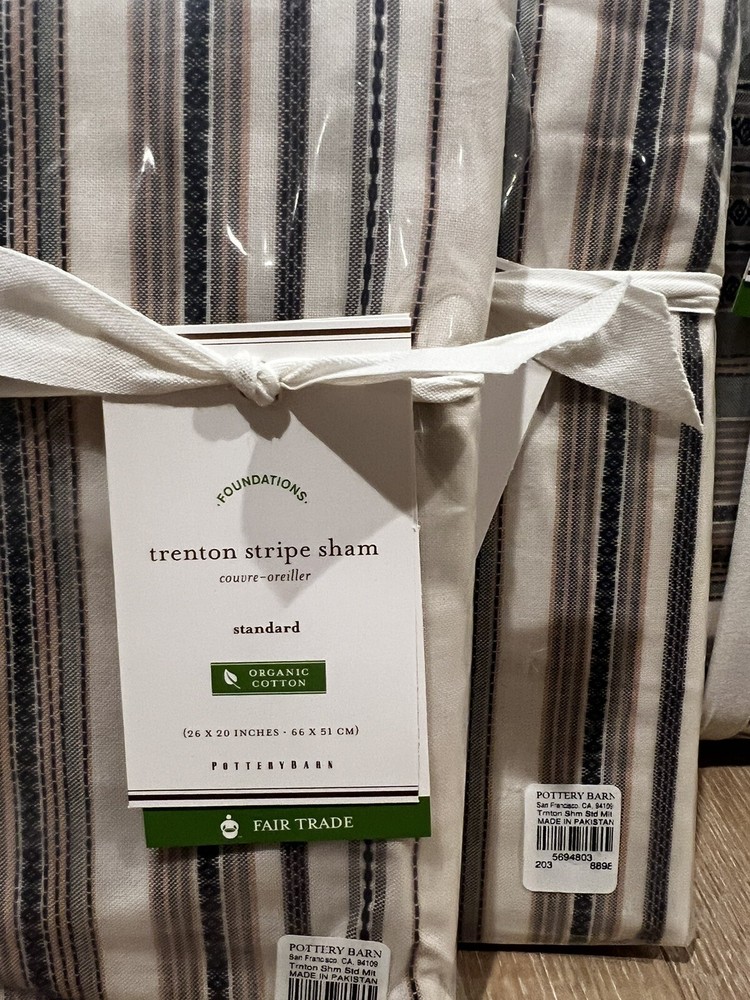 ·FOUNDATIONS·
trenton stripe sham
couvre-oreiller
standard
ORGANIC
COTTON
(26 X 20 INCHES · 66 X 51 CM)
POTTERYBARN
FAIR TRADE
POTTERY BARN
San Francisco, CA, 94109
Trnton Shm Std Mlt
MADE IN PAKISTAN
5694803
203 8898
POTTERY BARN
San Francisco, CA, 94109
Trnton Shm Std Mlt
MADE IN PAKISTAN